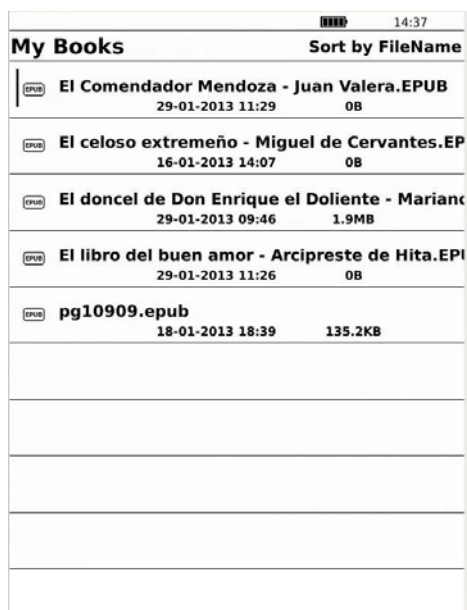 14:37
My Books Sort by FileName
EPUB El Comendador Mendoza - Juan Valera.EPUB
29-01-2013 11:29 0B
EPUB El celoso extremeño - Miguel de Cervantes.EP
16-01-2013 14:07 0B
EPUB El doncel de Don Enrique el Doliente - Mariano
29-01-2013 09:46 1.9MB
EPUB El libro del buen amor - Arcipreste de Hita.EPU
29-01-2013 11:26 0B
EPUB pg10909.epub
18-01-2013 18:39 135.2KB